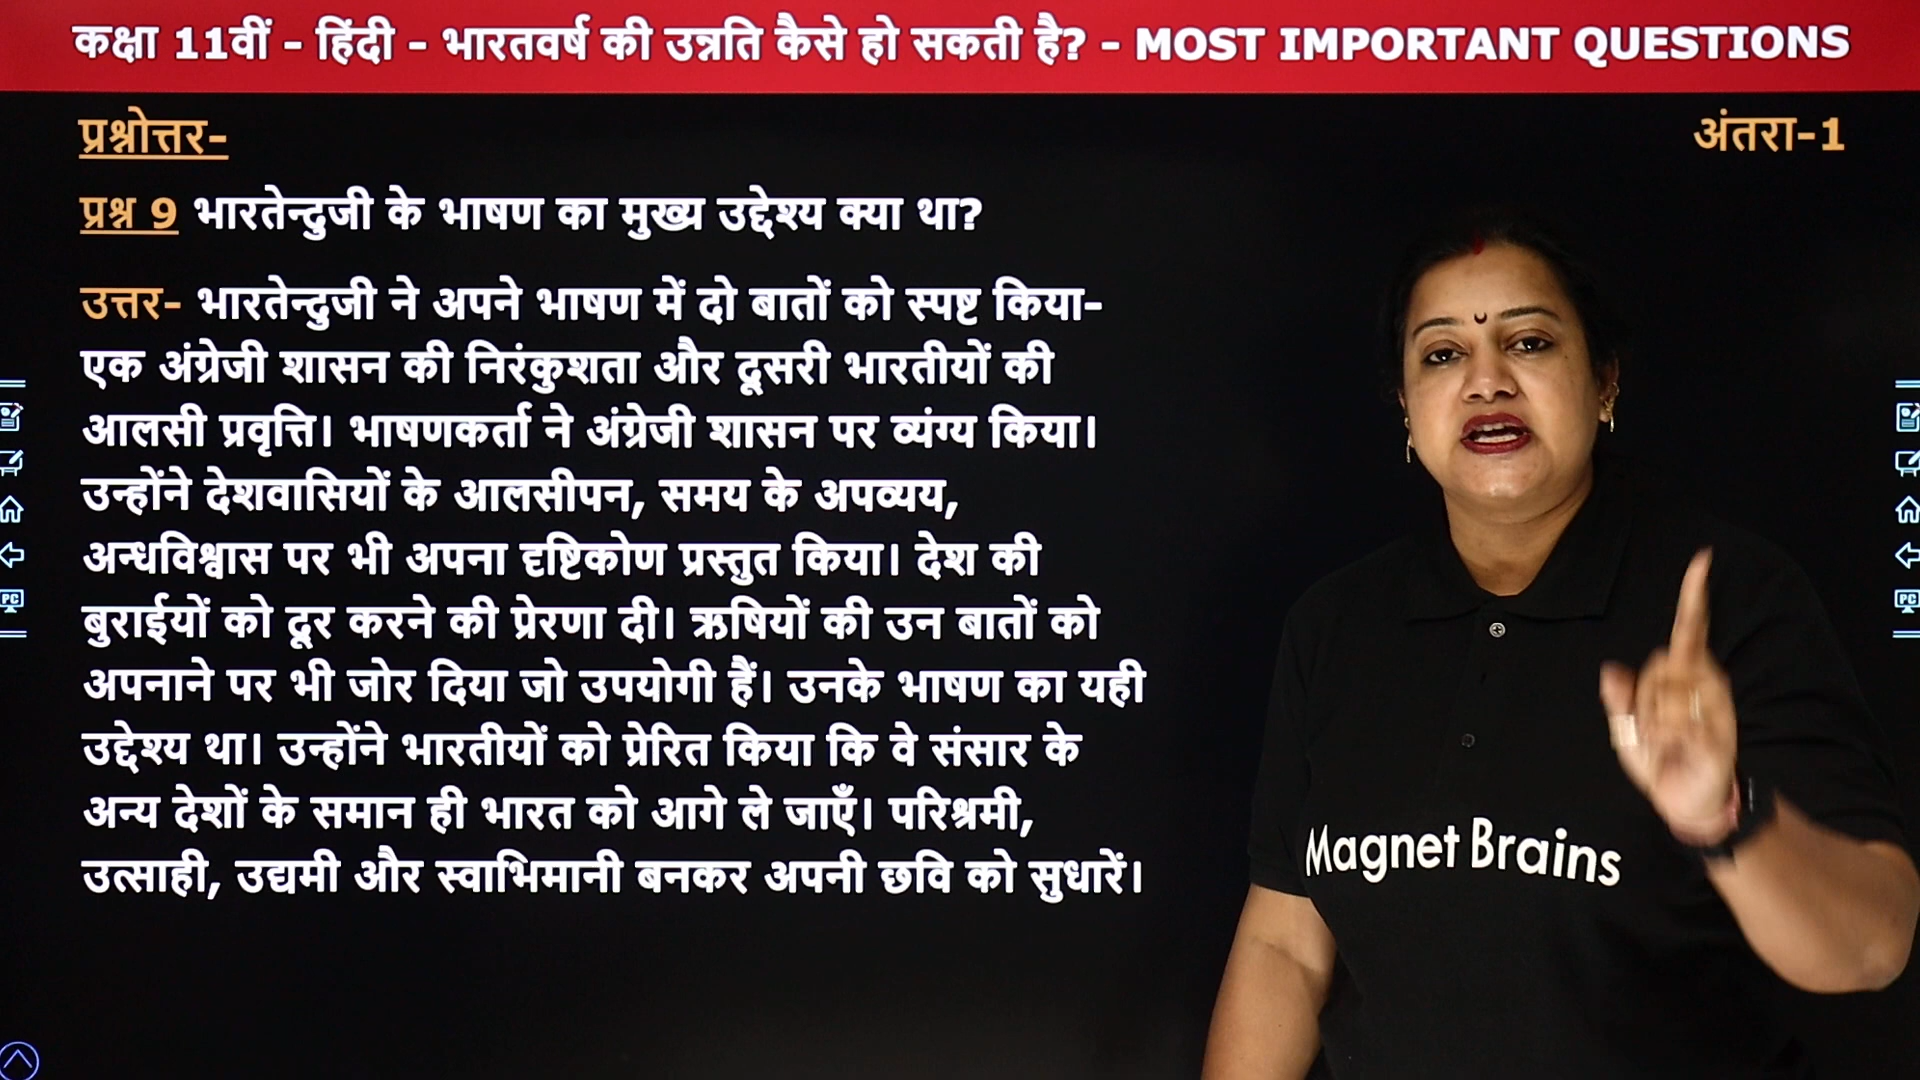 कक्षा 11वीं - हिंदी - भारतवर्ष की उन्नति कैसे हो सकती है? - MOST IMPORTANT QUESTIONS
प्रश्नोत्तर-
अंतरा-1
प्रश्न 9 भारतेन्दुजी के भाषण का मुख्य उद्देश्य क्या था?
उत्तर- भारतेन्दुजी ने अपने भाषण में दो बातों को स्पष्ट किया-
एक अंग्रेजी शासन की निरंकुशता और दूसरी भारतीयों की
आलसी प्रवृत्ति। भाषणकर्ता ने अंग्रेजी शासन पर व्यंग्य किया।
उन्होंने देशवासियों के आलसीपन, समय के अपव्यय,
अन्धविश्वास पर भी अपना दृष्टिकोण प्रस्तुत किया। देश की
बुराईयों को दूर करने की प्रेरणा दी। ऋषियों की उन बातों को
अपनाने पर भी जोर दिया जो उपयोगी हैं। उनके भाषण का यही
उद्देश्य था। उन्होंने भारतीयों को प्रेरित किया कि वे संसार के
अन्य देशों के समान ही भारत को आगे ले जाएँ। परिश्रमी,
उत्साही, उद्यमी और स्वाभिमानी बनकर अपनी छवि को सुधारें।
Magnet Brains
PC
PC